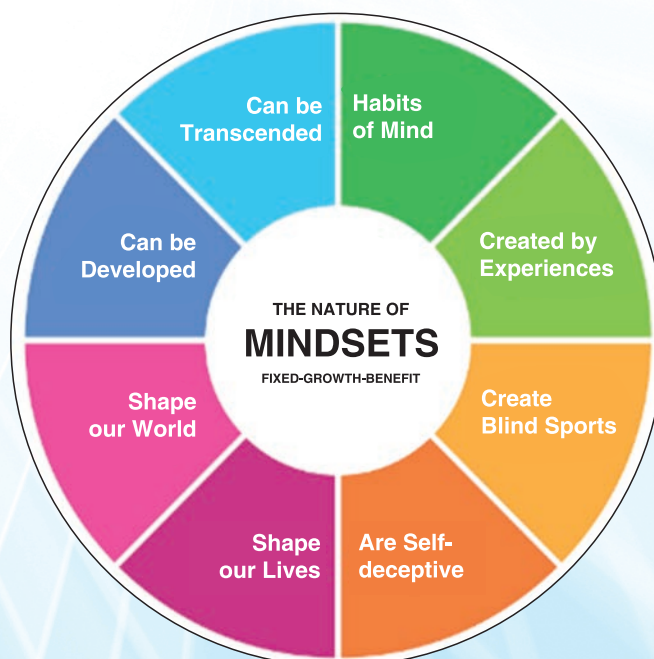 Can be
Transcended
Habits
of Mind
Can be
Developed
Created by
Experiences
THE NATURE OF
MINDSETS
FIXED-GROWTH-BENEFIT
Shape
our World
Create
Blind Sports
Shape
our Lives
Are Self-
deceptive